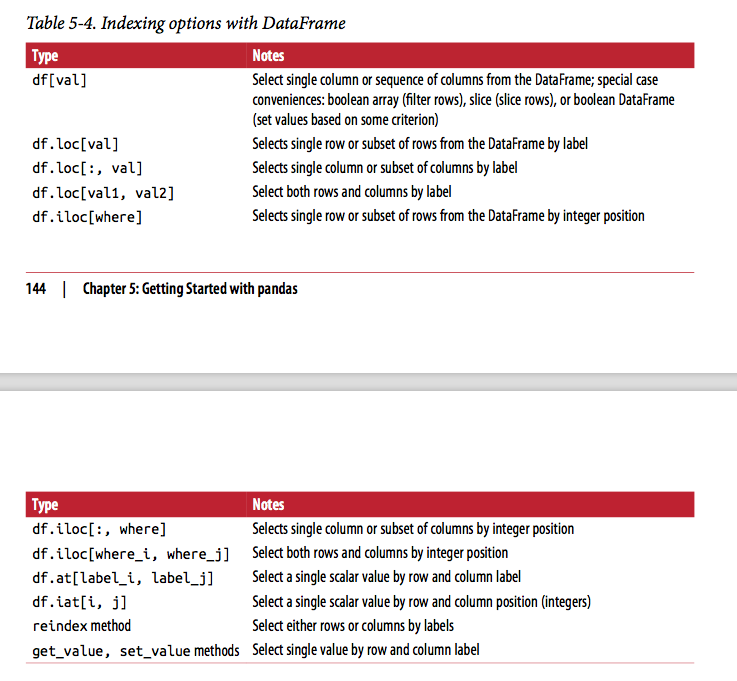 Table 5-4. Indexing options with DataFrame
Type Notes
df[val] Select single column or sequence of columns from the DataFrame; special case
conveniences: boolean array (filter rows), slice (slice rows), or boolean DataFrame
(set values based on some criterion)
df.loc[val] Selects single row or subset of rows from the DataFrame by label
df.loc[:, val] Selects single column or subset of columns by label
df.loc[val1, val2] Select both rows and columns by label
df.iloc[where] Selects single row or subset of rows from the DataFrame by integer position
144 | Chapter 5: Getting Started with pandas
Type Notes
df.iloc[:, where] Selects single column or subset of columns by integer position
df.iloc[where_i, where_j] Select both rows and columns by integer position
df.at[label_i, label_j] Select a single scalar value by row and column label
df.iat[i, j] Select a single scalar value by row and column position (integers)
reindex method Select either rows or columns by labels
get_value, set_value methods Select single value by row and column label